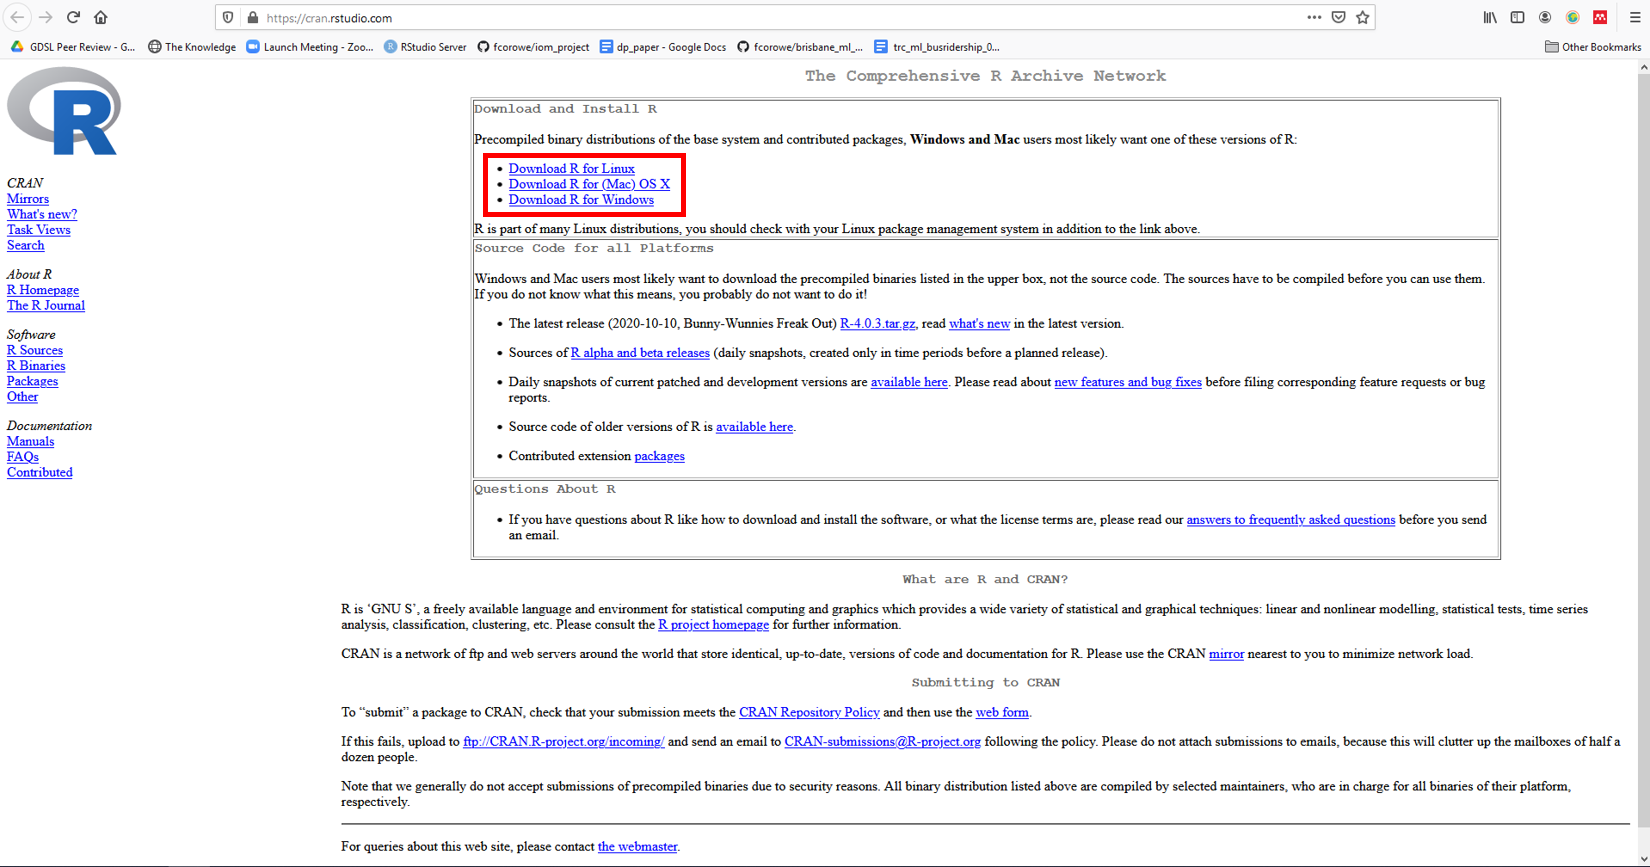 https://cran.rstudio.com
GDSL Peer Review - G...
The Knowledge
Launch Meeting - Zoo...
RStudio Server
fcorowe/iom_project
dp_paper - Google Docs
fcorowe/brisbane_ml_...
trc_ml_busridership_0...
Other Bookmarks
R
CRAN
Mirrors
What's new?
Task Views
Search
About R
R Homepage
The R Journal
Software
R Sources
R Binaries
Packages
Other
Documentation
Manuals
FAQs
Contributed
The Comprehensive R Archive Network
Download and Install R
Precompiled binary distributions of the base system and contributed packages, Windows and Mac users most likely want one of these versions of R:
• Download R for Linux
• Download R for (Mac) OS X
• Download R for Windows
R is part of many Linux distributions, you should check with your Linux package management system in addition to the link above.
Source Code for all Platforms
Windows and Mac users most likely want to download the precompiled binaries listed in the upper box, not the source code. The sources have to be compiled before you can use them.
If you do not know what this means, you probably do not want to do it!
• The latest release (2020-10-10, Bunny-Wunnies Freak Out) R-4.0.3.tar.gz, read what's new in the latest version.
• Sources of R alpha and beta releases (daily snapshots, created only in time periods before a planned release).
• Daily snapshots of current patched and development versions are available here. Please read about new features and bug fixes before filing corresponding feature requests or bug
reports.
• Source code of older versions of R is available here.
• Contributed extension packages
Questions About R
• If you have questions about R like how to download and install the software, or what the license terms are, please read our answers to frequently asked questions before you send
an email.
What are R and CRAN?
R is ‘GNU S’, a freely available language and environment for statistical computing and graphics which provides a wide variety of statistical and graphical techniques: linear and nonlinear modelling, statistical tests, time series
analysis, classification, clustering, etc. Please consult the R project homepage for further information.
CRAN is a network of ftp and web servers around the world that store identical, up-to-date, versions of code and documentation for R. Please use the CRAN mirror nearest to you to minimize network load.
Submitting to CRAN
To “submit” a package to CRAN, check that your submission meets the CRAN Repository Policy and then use the web form.
If this fails, upload to ftp://CRAN.R-project.org/incoming/ and send an email to CRAN-submissions@R-project.org following the policy. Please do not attach submissions to emails, because this will clutter up the mailboxes of half a
dozen people.
Note that we generally do not accept submissions of precompiled binaries due to security reasons. All binary distribution listed above are compiled by selected maintainers, who are in charge for all binaries of their platform,
respectively.
For queries about this web site, please contact the webmaster.